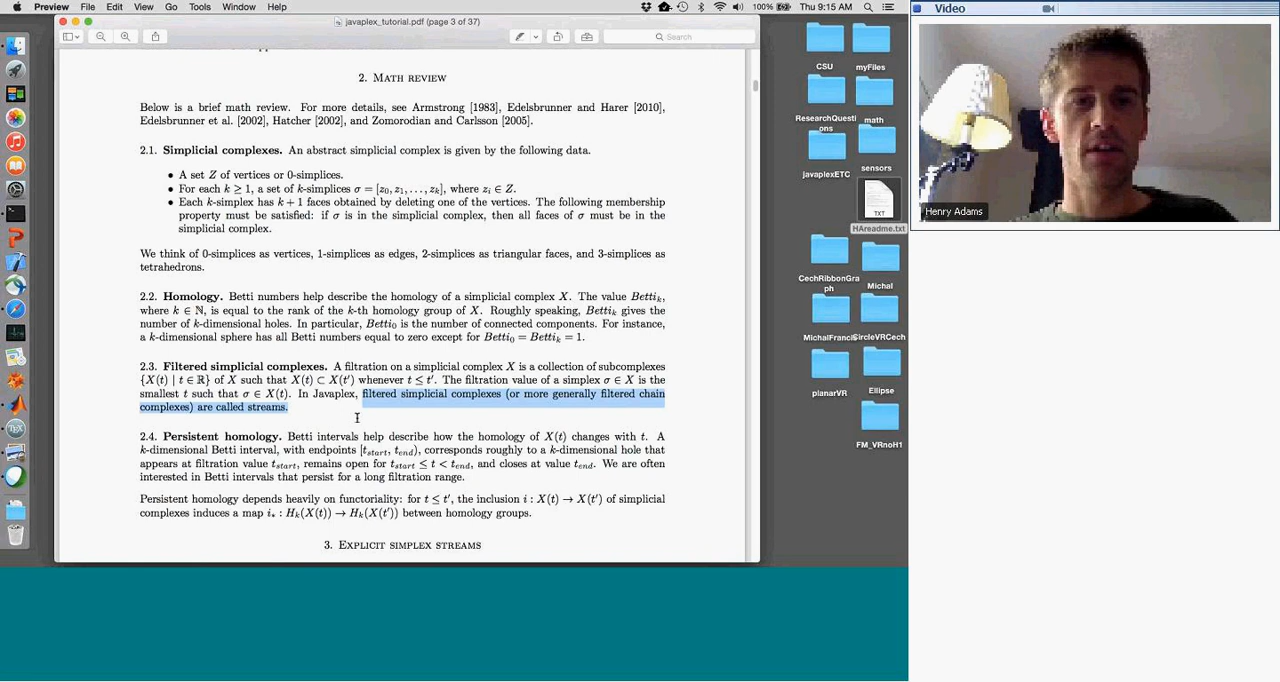 Preview File Edit View Go Tools Window Help 100% Thu 9:15 AM
Video
javaplex_tutorial.pdf (page 3 of 37)
Search
2. Math review
Below is a brief math review. For more details, see Armstrong [1983], Edelsbrunner and Harer [2010],
Edelsbrunner et al. [2002], Hatcher [2002], and Zomorodian and Carlsson [2005].
2.1. Simplicial complexes. An abstract simplicial complex is given by the following data.
• A set Z of vertices or 0-simplices.
• For each k ≥ 1, a set of k-simplices σ = [z₀, z₁, . . . , zₖ], where zᵢ ∈ Z.
• Each k-simplex has k + 1 faces obtained by deleting one of the vertices. The following membership
property must be satisfied: if σ is in the simplicial complex, then all faces of σ must be in the
simplicial complex.
We think of 0-simplices as vertices, 1-simplices as edges, 2-simplices as triangular faces, and 3-simplices as
tetrahedrons.
2.2. Homology. Betti numbers help describe the homology of a simplicial complex X. The value Bettiₖ,
where k ∈ ℕ, is equal to the rank of the k-th homology group of X. Roughly speaking, Bettiₖ gives the
number of k-dimensional holes. In particular, Betti₀ is the number of connected components. For instance,
a k-dimensional sphere has all Betti numbers equal to zero except for Betti₀ = Bettiₖ = 1.
2.3. Filtered simplicial complexes. A filtration on a simplicial complex X is a collection of subcomplexes
{X(t) | t ∈ ℝ} of X such that X(t) ⊂ X(t′) whenever t ≤ t′. The filtration value of a simplex σ ∈ X is the
smallest t such that σ ∈ X(t). In Javaplex, filtered simplicial complexes (or more generally filtered chain
complexes) are called streams.
2.4. Persistent homology. Betti intervals help describe how the homology of X(t) changes with t. A
k-dimensional Betti interval, with endpoints [t_start, t_end), corresponds roughly to a k-dimensional hole that
appears at filtration value t_start, remains open for t_start ≤ t < t_end, and closes at value t_end. We are often
interested in Betti intervals that persist for a long filtration range.
Persistent homology depends heavily on functoriality: for t ≤ t′, the inclusion i : X(t) → X(t′) of simplicial
complexes induces a map i∗ : Hₖ(X(t)) → Hₖ(X(t′)) between homology groups.
3. Explicit simplex streams
CSU
myFiles
ResearchQuesti
ons
math
javaplexETC
sensors
TXT
HAreadme.txt
CechRibbonGra
ph
Michal
MichalFrancis
CircleVRCech
planarVR
Ellipse
FM_VRnoH1
Henry Adams